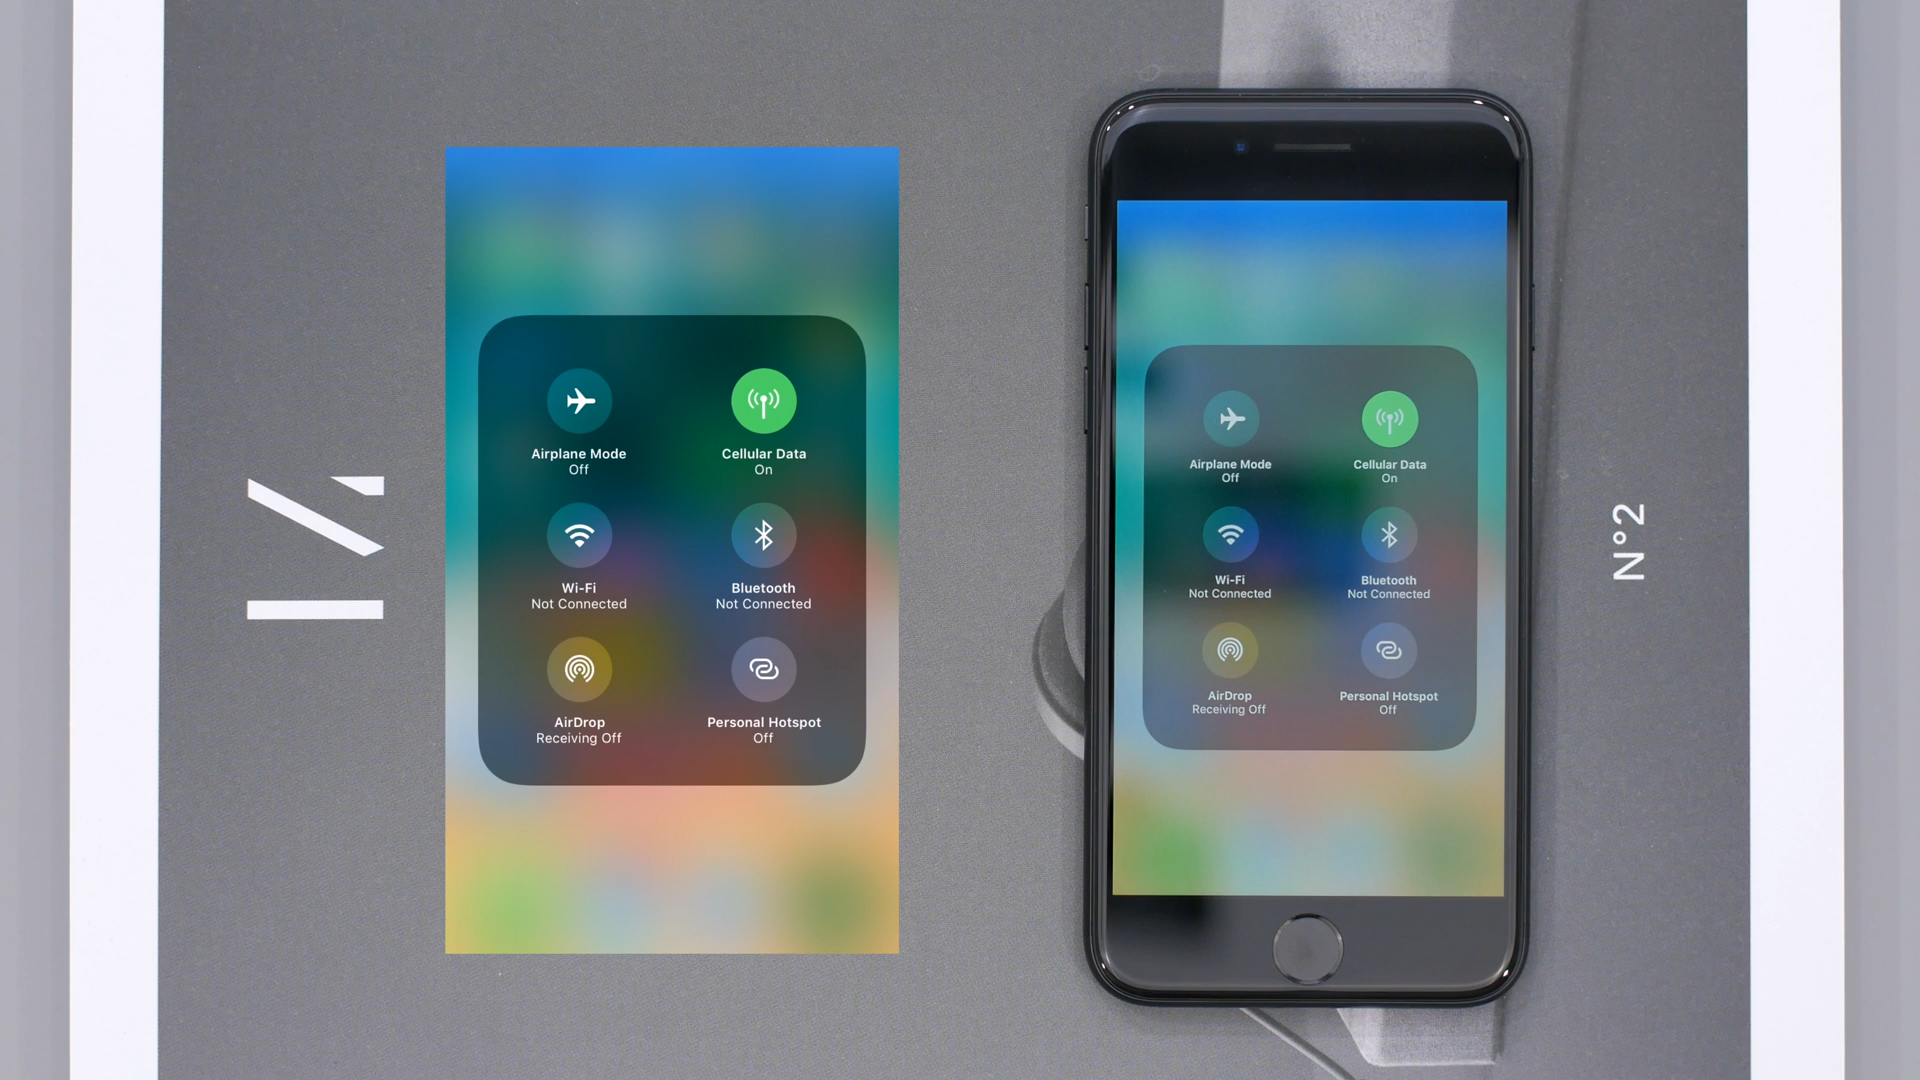 Airplane Mode
Off
Cellular Data
On
Wi-Fi
Not Connected
Bluetooth
Not Connected
AirDrop
Receiving Off
Personal Hotspot
Off
Airplane Mode
Off
Cellular Data
On
Wi-Fi
Not Connected
Bluetooth
Not Connected
AirDrop
Receiving Off
Personal Hotspot
Off
N°2